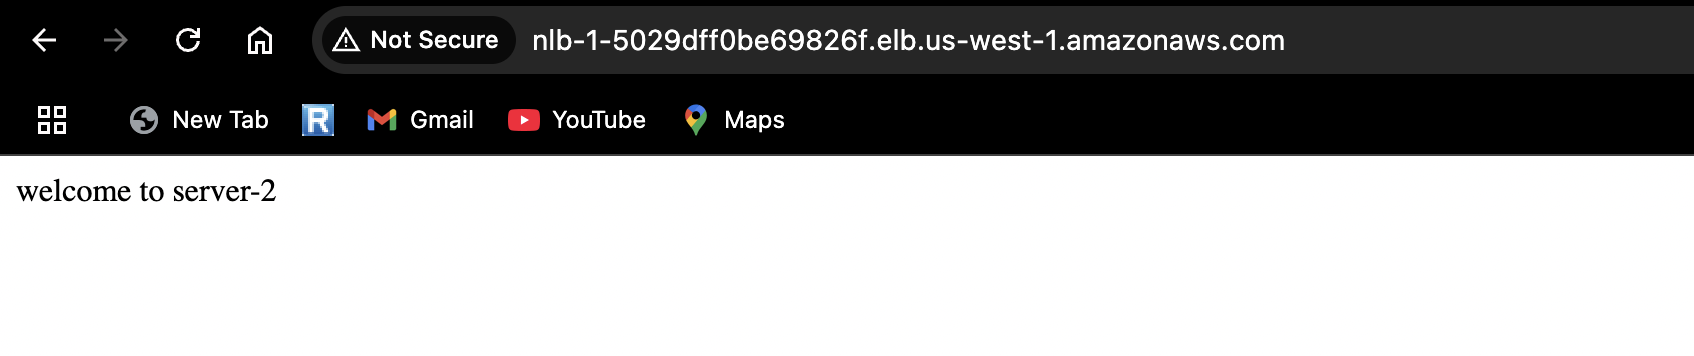 Not Secure nlb-1-5029dff0be69826f.elb.us-west-1.amazonaws.com
New Tab R Gmail YouTube Maps
welcome to server-2